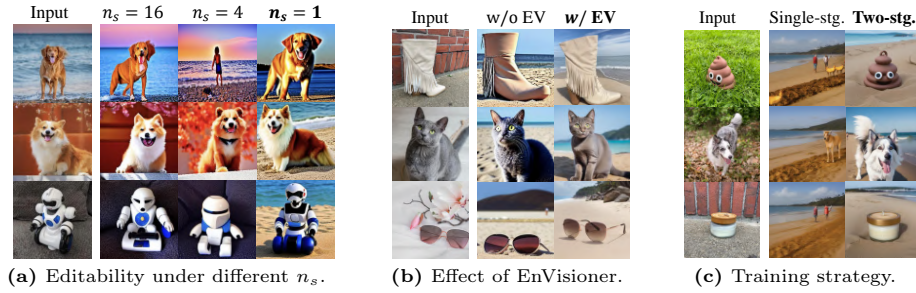 Input n_s = 16 n_s = 4 n_s = 1
Input w/o EV w/ EV
Input Single-stg. Two-stg.
(a) Editability under different n_s.
(b) Effect of EnVisioner.
(c) Training strategy.